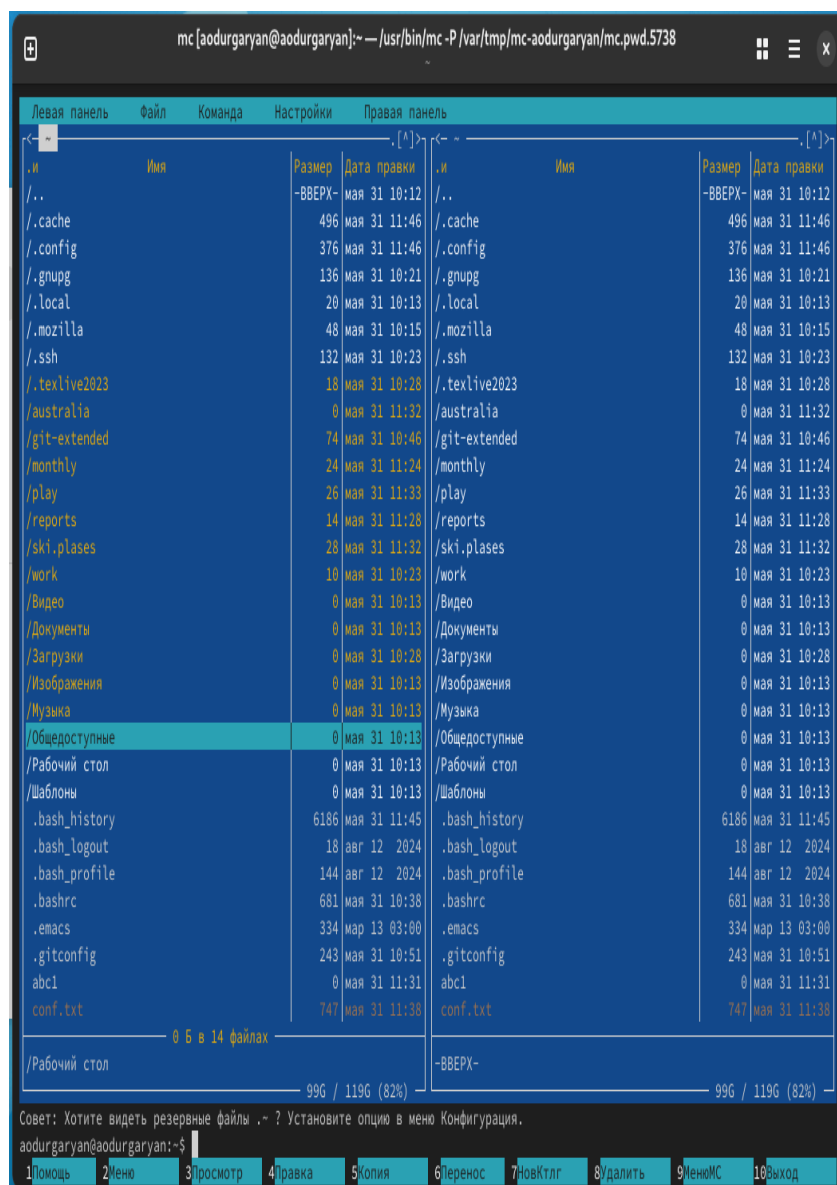 mc [aodurgaryan@aodurgaryan]:~ — /usr/bin/mc -P /var/tmp/mc-aodurgaryan/mc.pwd.5738
~
Левая панель Файл Команда Настройки Правая панель
<— ~ .[^]> <— ~ .[^]>
.и Имя Размер Дата правки .и Имя Размер Дата правки
/.. -ВВЕРХ- мая 31 10:12 /.. -ВВЕРХ- мая 31 10:12
/.cache 496 мая 31 11:46 /.cache 496 мая 31 11:46
/.config 376 мая 31 11:46 /.config 376 мая 31 11:46
/.gnupg 136 мая 31 10:21 /.gnupg 136 мая 31 10:21
/.local 20 мая 31 10:13 /.local 20 мая 31 10:13
/.mozilla 48 мая 31 10:15 /.mozilla 48 мая 31 10:15
/.ssh 132 мая 31 10:23 /.ssh 132 мая 31 10:23
/.texlive2023 18 мая 31 10:28 /.texlive2023 18 мая 31 10:28
/australia 0 мая 31 11:32 /australia 0 мая 31 11:32
/git-extended 74 мая 31 10:46 /git-extended 74 мая 31 10:46
/monthly 24 мая 31 11:24 /monthly 24 мая 31 11:24
/play 26 мая 31 11:33 /play 26 мая 31 11:33
/reports 14 мая 31 11:28 /reports 14 мая 31 11:28
/ski.plases 28 мая 31 11:32 /ski.plases 28 мая 31 11:32
/work 10 мая 31 10:23 /work 10 мая 31 10:23
/Видео 0 мая 31 10:13 /Видео 0 мая 31 10:13
/Документы 0 мая 31 10:13 /Документы 0 мая 31 10:13
/Загрузки 0 мая 31 10:28 /Загрузки 0 мая 31 10:28
/Изображения 0 мая 31 10:13 /Изображения 0 мая 31 10:13
/Музыка 0 мая 31 10:13 /Музыка 0 мая 31 10:13
/Общедоступные 0 мая 31 10:13 /Общедоступные 0 мая 31 10:13
/Рабочий стол 0 мая 31 10:13 /Рабочий стол 0 мая 31 10:13
/Шаблоны 0 мая 31 10:13 /Шаблоны 0 мая 31 10:13
.bash_history 6186 мая 31 11:45 .bash_history 6186 мая 31 11:45
.bash_logout 18 авг 12 2024 .bash_logout 18 авг 12 2024
.bash_profile 144 авг 12 2024 .bash_profile 144 авг 12 2024
.bashrc 681 мая 31 10:38 .bashrc 681 мая 31 10:38
.emacs 334 мар 13 03:00 .emacs 334 мар 13 03:00
.gitconfig 243 мая 31 10:51 .gitconfig 243 мая 31 10:51
abc1 0 мая 31 11:31 abc1 0 мая 31 11:31
conf.txt 747 мая 31 11:38 conf.txt 747 мая 31 11:38
0 Б в 14 файлах
/Рабочий стол -ВВЕРХ-
99G / 119G (82%) 99G / 119G (82%)
Совет: Хотите видеть резервные файлы .~ ? Установите опцию в меню Конфигурация.
aodurgaryan@aodurgaryan:~$
1Помощь 2Меню 3Просмотр 4Правка 5Копия 6Перенос 7НовКтлг 8Удалить 9МенюMC 10Выход